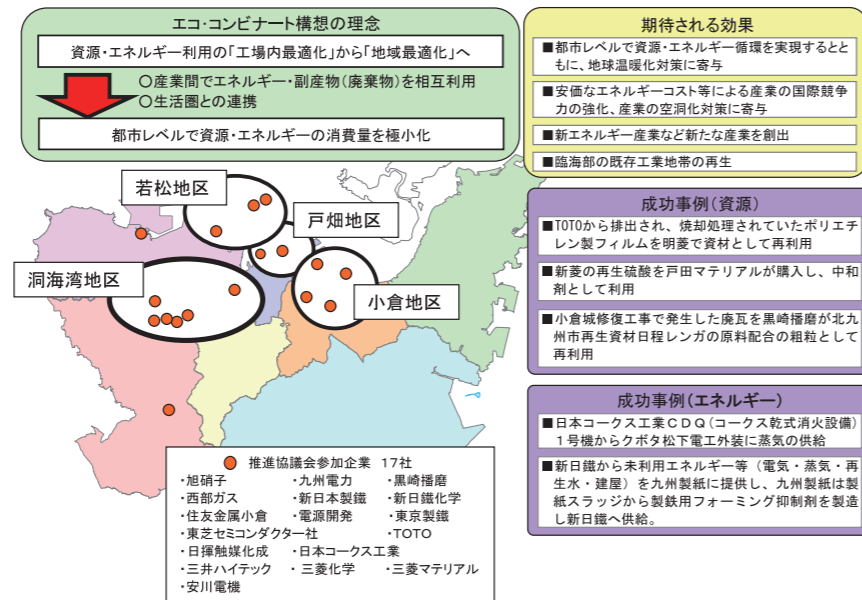 エコ・コンビナート構想の理念
資源・エネルギー利用の「工場内最適化」から「地域最適化」へ
○産業間でエネルギー・副産物(廃棄物)を相互利用
○生活圏との連携
都市レベルで資源・エネルギーの消費量を極小化
期待される効果
■都市レベルで資源・エネルギー循環を実現するとと
もに、地球温暖化対策に寄与
■安価なエネルギーコスト等による産業の国際競争
力の強化、産業の空洞化対策に寄与
■新エネルギー産業など新たな産業を創出
■臨海部の既存工業地帯の再生
若松地区
戸畑地区
洞海湾地区
小倉地区
成功事例(資源)
■TOTOから排出され、焼却処理されていたポリエチ
レン製フィルムを明菱で資材として再利用
■新菱の再生硫酸を戸田マテリアルが購入し、中和
剤として利用
■小倉城修復工事で発生した廃瓦を黒崎播磨が北九
州市再生資材日程レンガの原料配合の粗粒として
再利用
成功事例(エネルギー)
■日本コークス工業CDQ(コークス乾式消火設備)
1号機からクボタ松下電工外装に蒸気の供給
■新日鐵から未利用エネルギー等(電気・蒸気・再
生水・建屋)を九州製紙に提供し、九州製紙は製
紙スラッジから製鉄用フォーミング抑制剤を製造
し新日鐵へ供給。
推進協議会参加企業 17社
・旭硝子 ・九州電力 ・黒崎播磨
・西部ガス ・新日本製鐵 ・新日鐵化学
・住友金属小倉 ・電源開発 ・東京製鐵
・東芝セミコンダクター社 ・TOTO
・日揮触媒化成 ・日本コークス工業
・三井ハイテック ・三菱化学 ・三菱マテリアル
・安川電機